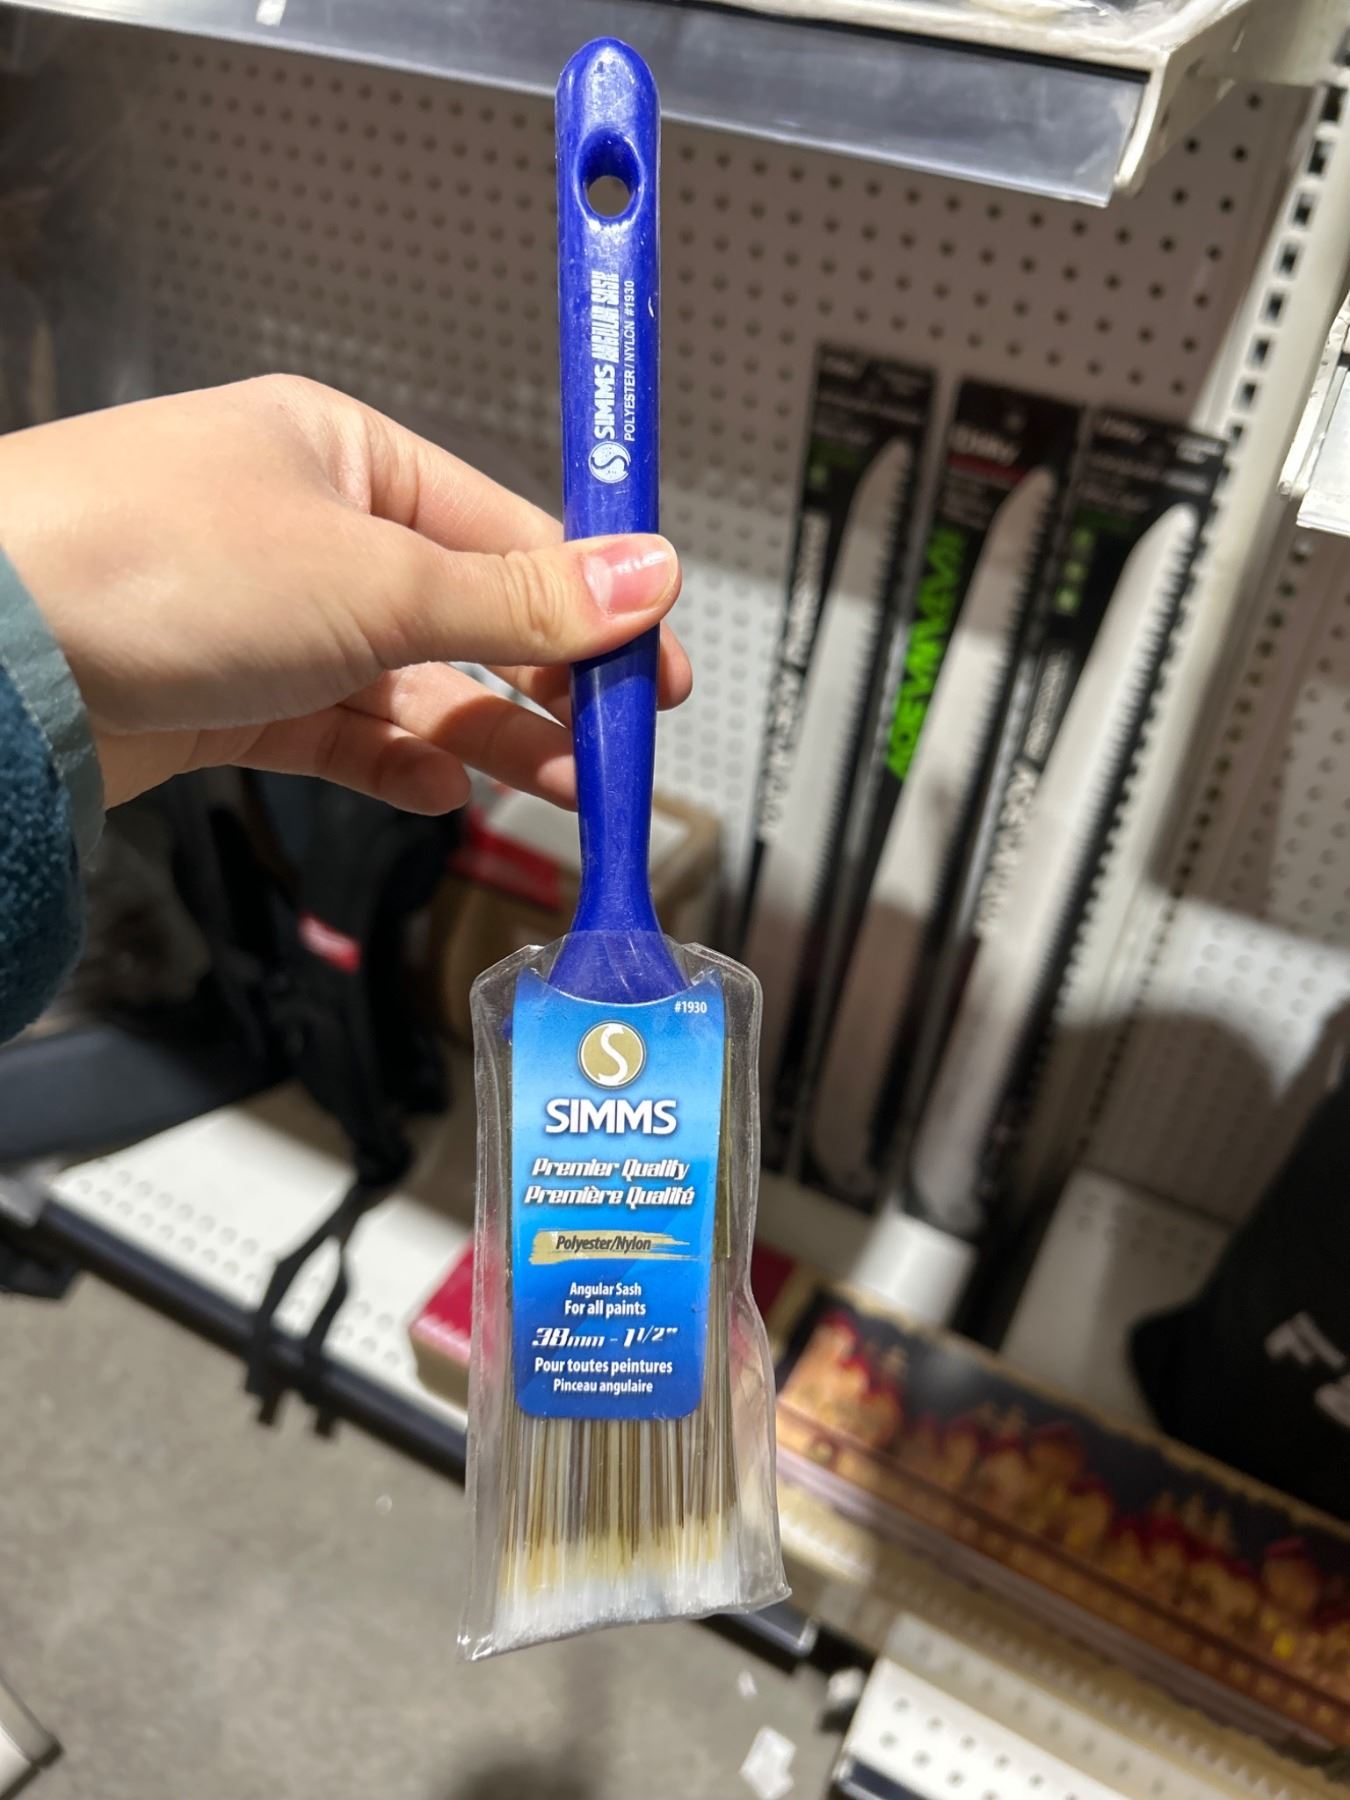 SIMMS ANGULAR SASH
POLYESTER/NYLON #1930
#1930
SIMMS
Premier Quality
Première Qualité
Polyester/Nylon
Angular Sash
For all paints
38mm - 1 1/2"
Pour toutes peintures
Pinceau angulaire